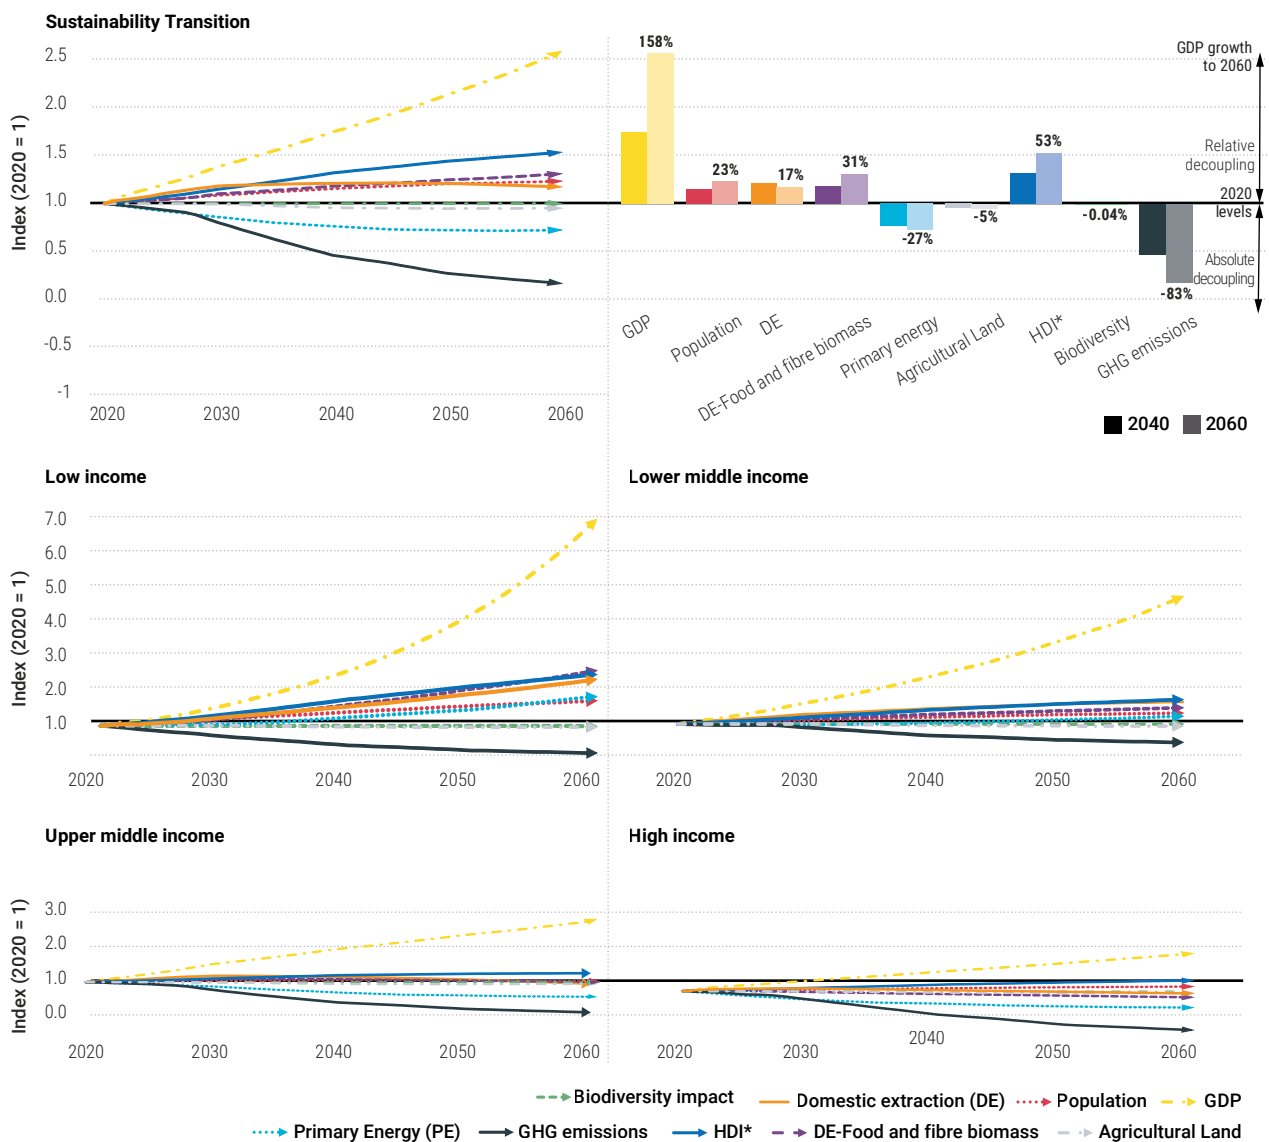 Sustainability Transition
Index (2020 = 1)
2.5
2.0
1.5
1.0
0.5
0.0
-0.5
-1
2020 2030 2040 2050 2060
158%
23%
17%
31%
-27%
-5%
53%
-0.04%
-83%
GDP growth
to 2060
Relative
decoupling
2020
levels
Absolute
decoupling
GDP
Population
DE
DE-Food and fibre biomass
Primary energy
Agricultural Land
HDI*
Biodiversity
GHG emissions
2040 2060
Low income
Index (2020 = 1)
7.0
6.0
5.0
4.0
3.0
2.0
1.0
2020 2030 2040 2050 2060
Lower middle income
2020 2030 2040 2050 2060
Upper middle income
Index (2020 = 1)
3.0
2.0
1.0
0.0
2020 2030 2040 2050 2060
High income
2020 2030 2040 2050 2060
Biodiversity impact Domestic extraction (DE) Population GDP
Primary Energy (PE) GHG emissions HDI* DE-Food and fibre biomass Agricultural Land